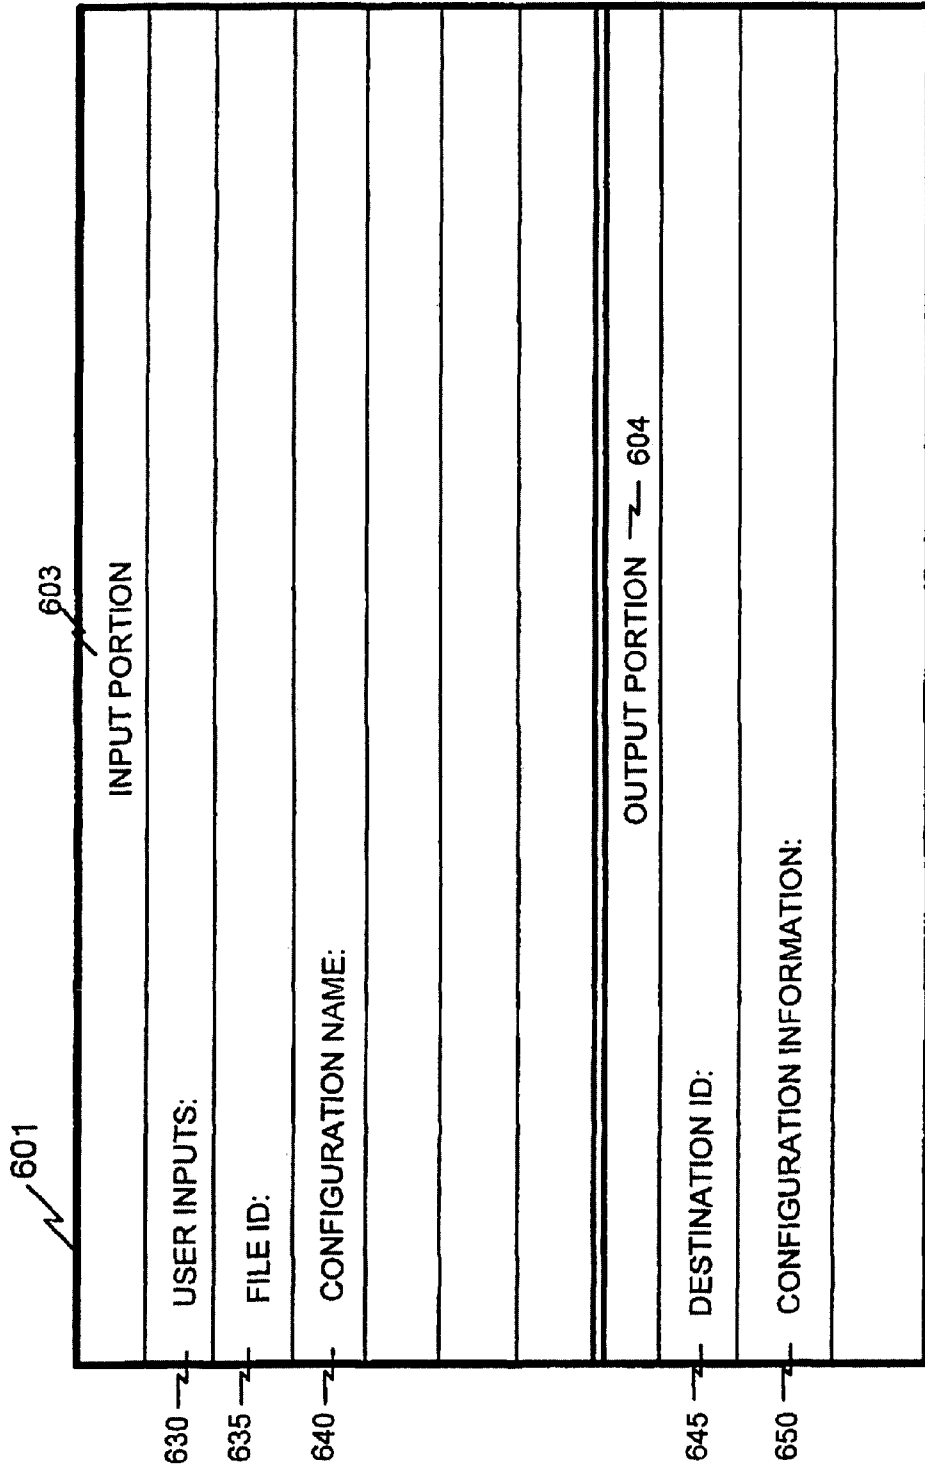 601
603
INPUT PORTION
630 USER INPUTS:
635 FILE ID:
640 CONFIGURATION NAME:
OUTPUT PORTION 604
645 DESTINATION ID:
650 CONFIGURATION INFORMATION: